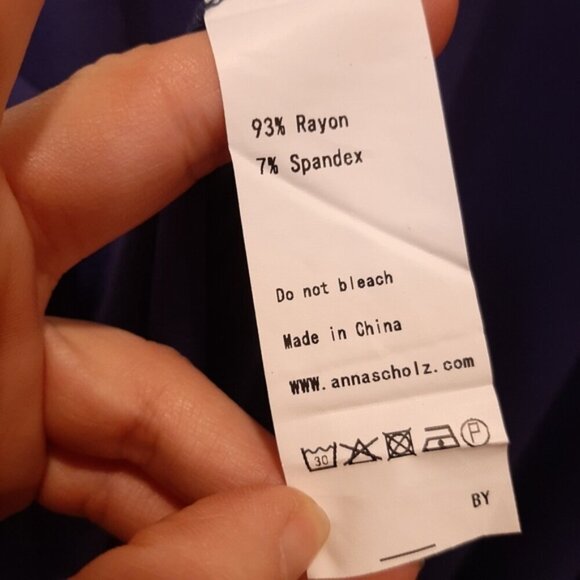 93% Rayon
7% Spandex
Do not bleach
Made in China
www.annascholz.com
30 P
BY